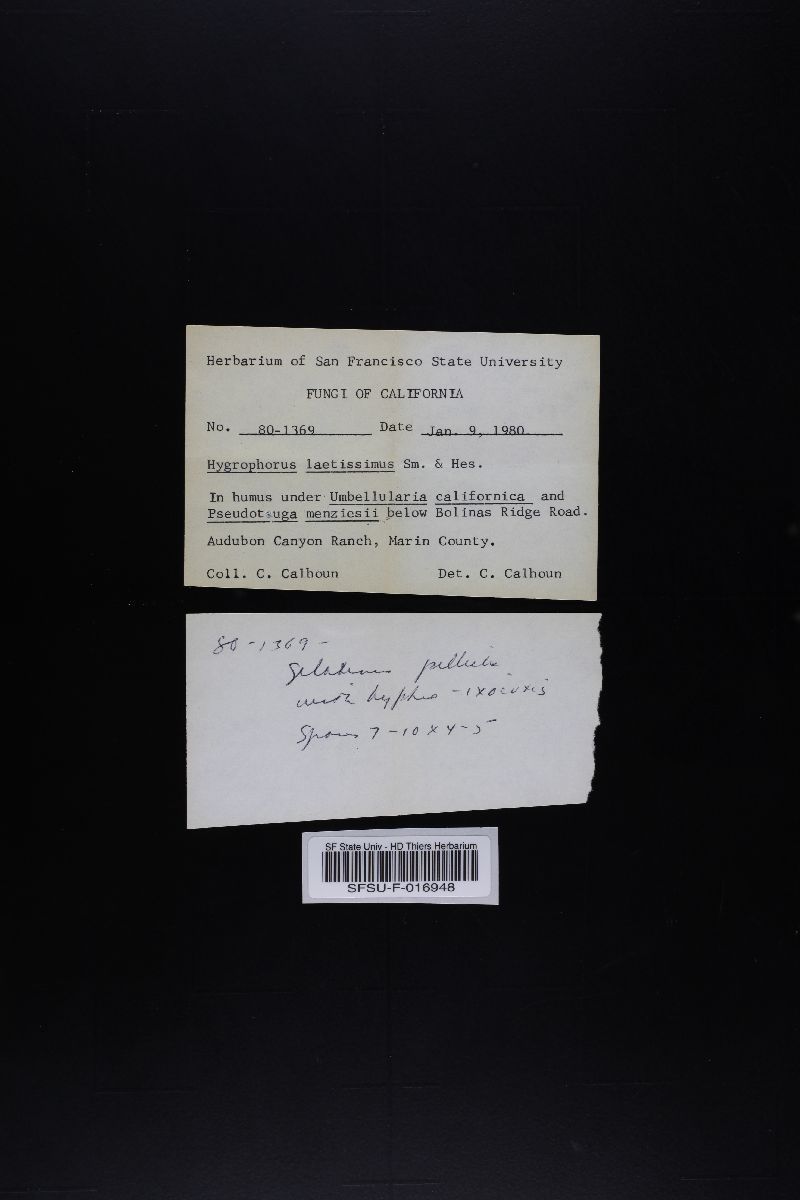 Herbarium of San Francisco State University
FUNGI OF CALIFORNIA
No. 80-1369 Date Jan. 9, 1980
Hygrophorus laetissimus Sm. & Hes.
In humus under Umbellularia californica and
Pseudotsuga menziesii below Bolinas Ridge Road.
Audubon Canyon Ranch, Marin County.
Coll. C. Calhoun Det. C. Calhoun
80-1369-
Gelatinous pellicle
with hyphae -
Spores 7-10 x 4-5
SF State Univ - HD Thiers Herbarium
SFSU-F-016948